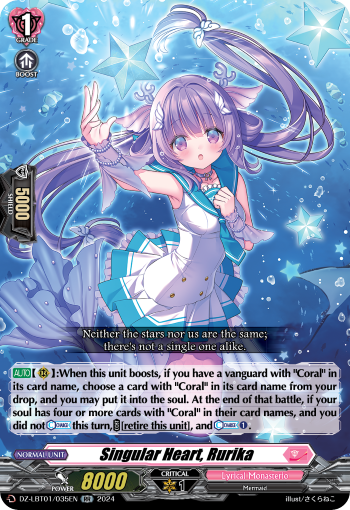 1
GRADE
BOOST
5000
SHIELD
Neither the stars nor us are the same;
there's not a single one alike.
AUTO [RC]:When this unit boosts, if you have a vanguard with "Coral" in
its card name, choose a card with "Coral" in its card name from your
drop, and you may put it into the soul. At the end of that battle, if your
soul has four or more cards with "Coral" in their card names, and you
did not CHARGE this turn, [retire this unit], and CHARGE 1.
NORMAL UNIT
Singular Heart, Rurika
POWER 8000
CRITICAL
1
Lyrical Monasterio
Mermaid
D DZ-LBT01/035EN RR 2024
illust/さくらねこ